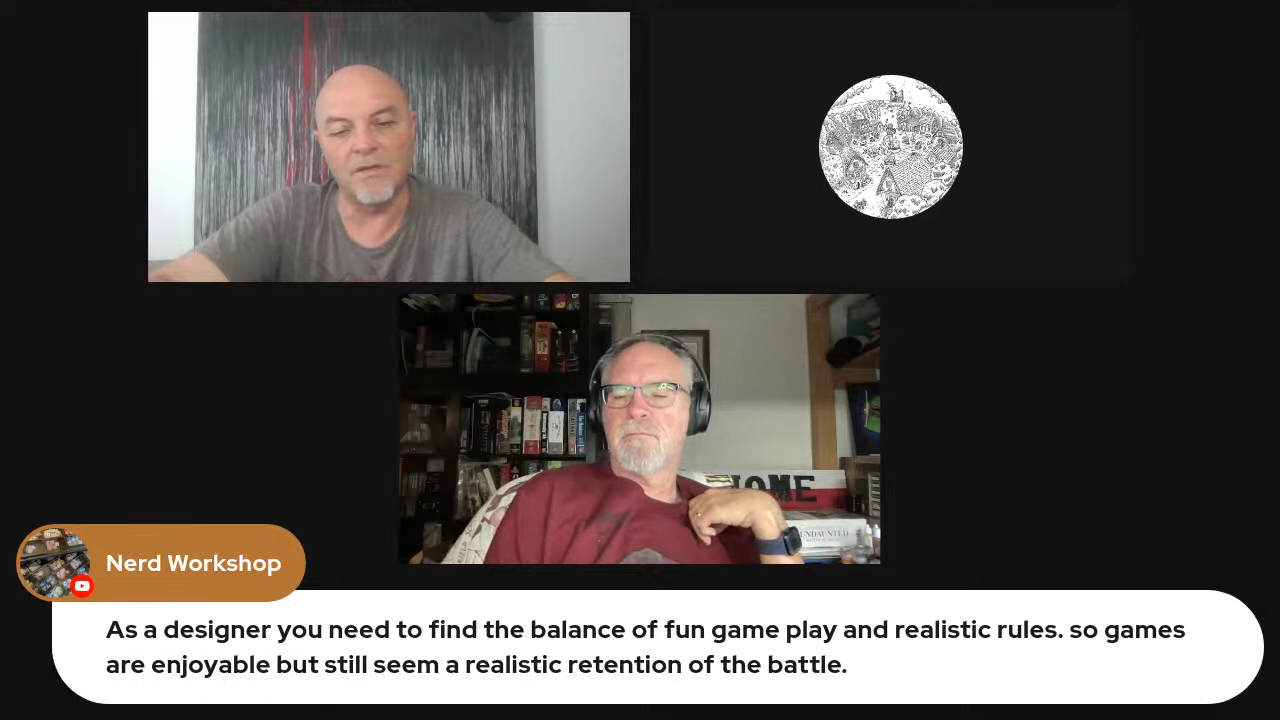 HOME
UNDAUNTED
Nerd Workshop
As a designer you need to find the balance of fun game play and realistic rules. so games
are enjoyable but still seem a realistic retention of the battle.